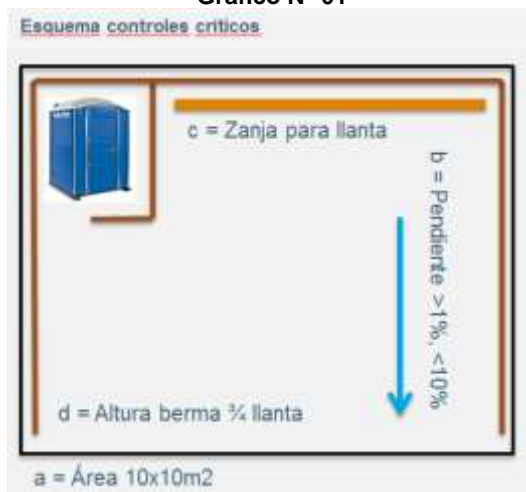 Esquema controles críticos
c = Zanja para llanta
b = Pendiente >1%, <10%
d = Altura berma ¾ llanta
a = Área 10x10m2